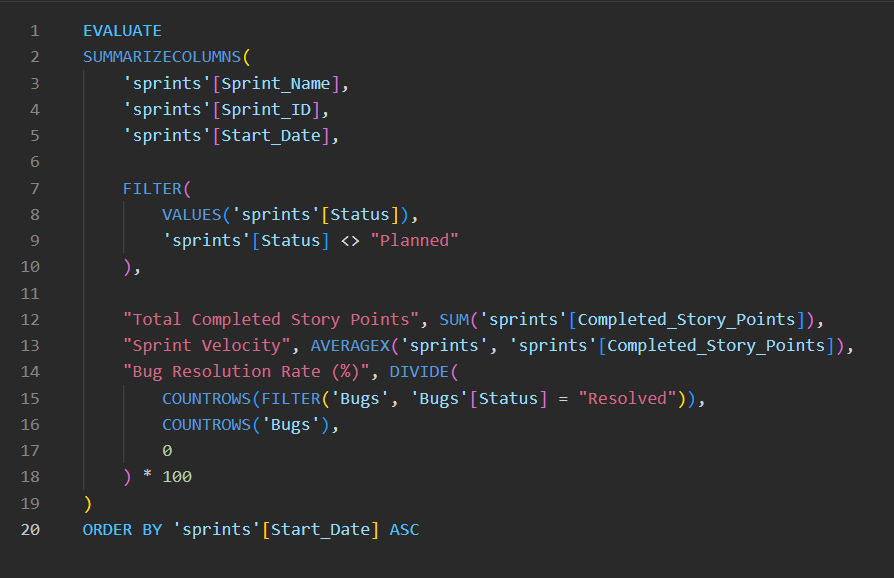 1 EVALUATE
2 SUMMARIZECOLUMNS(
3 'sprints'[Sprint_Name],
4 'sprints'[Sprint_ID],
5 'sprints'[Start_Date],
6
7 FILTER(
8 VALUES('sprints'[Status]),
9 'sprints'[Status] <> "Planned"
10 ),
11
12 "Total Completed Story Points", SUM('sprints'[Completed_Story_Points]),
13 "Sprint Velocity", AVERAGEX('sprints', 'sprints'[Completed_Story_Points]),
14 "Bug Resolution Rate (%)", DIVIDE(
15 COUNTROWS(FILTER('Bugs', 'Bugs'[Status] = "Resolved")),
16 COUNTROWS('Bugs'),
17 0
18 ) * 100
19 )
20 ORDER BY 'sprints'[Start_Date] ASC